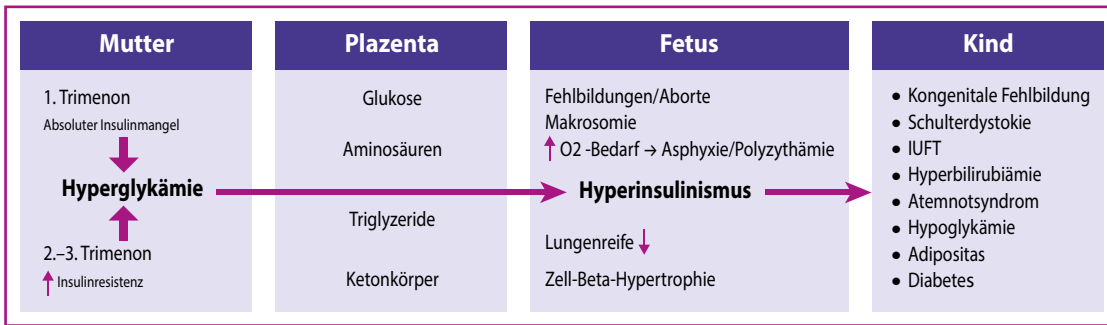 Mutter
1. Trimenon
Absoluter Insulinmangel
Hyperglykämie
2.–3. Trimenon
↑ Insulinresistenz
Plazenta
Glukose
Aminosäuren
Triglyzeride
Ketonkörper
Fetus
Fehlbildungen/Aborte
Makrosomie
↑ O2 -Bedarf → Asphyxie/Polyzythämie
Hyperinsulinismus
Lungenreife ↓
Zell-Beta-Hypertrophie
Kind
• Kongenitale Fehlbildung
• Schulterdystokie
• IUFT
• Hyperbilirubiämie
• Atemnotsyndrom
• Hypoglykämie
• Adipositas
• Diabetes